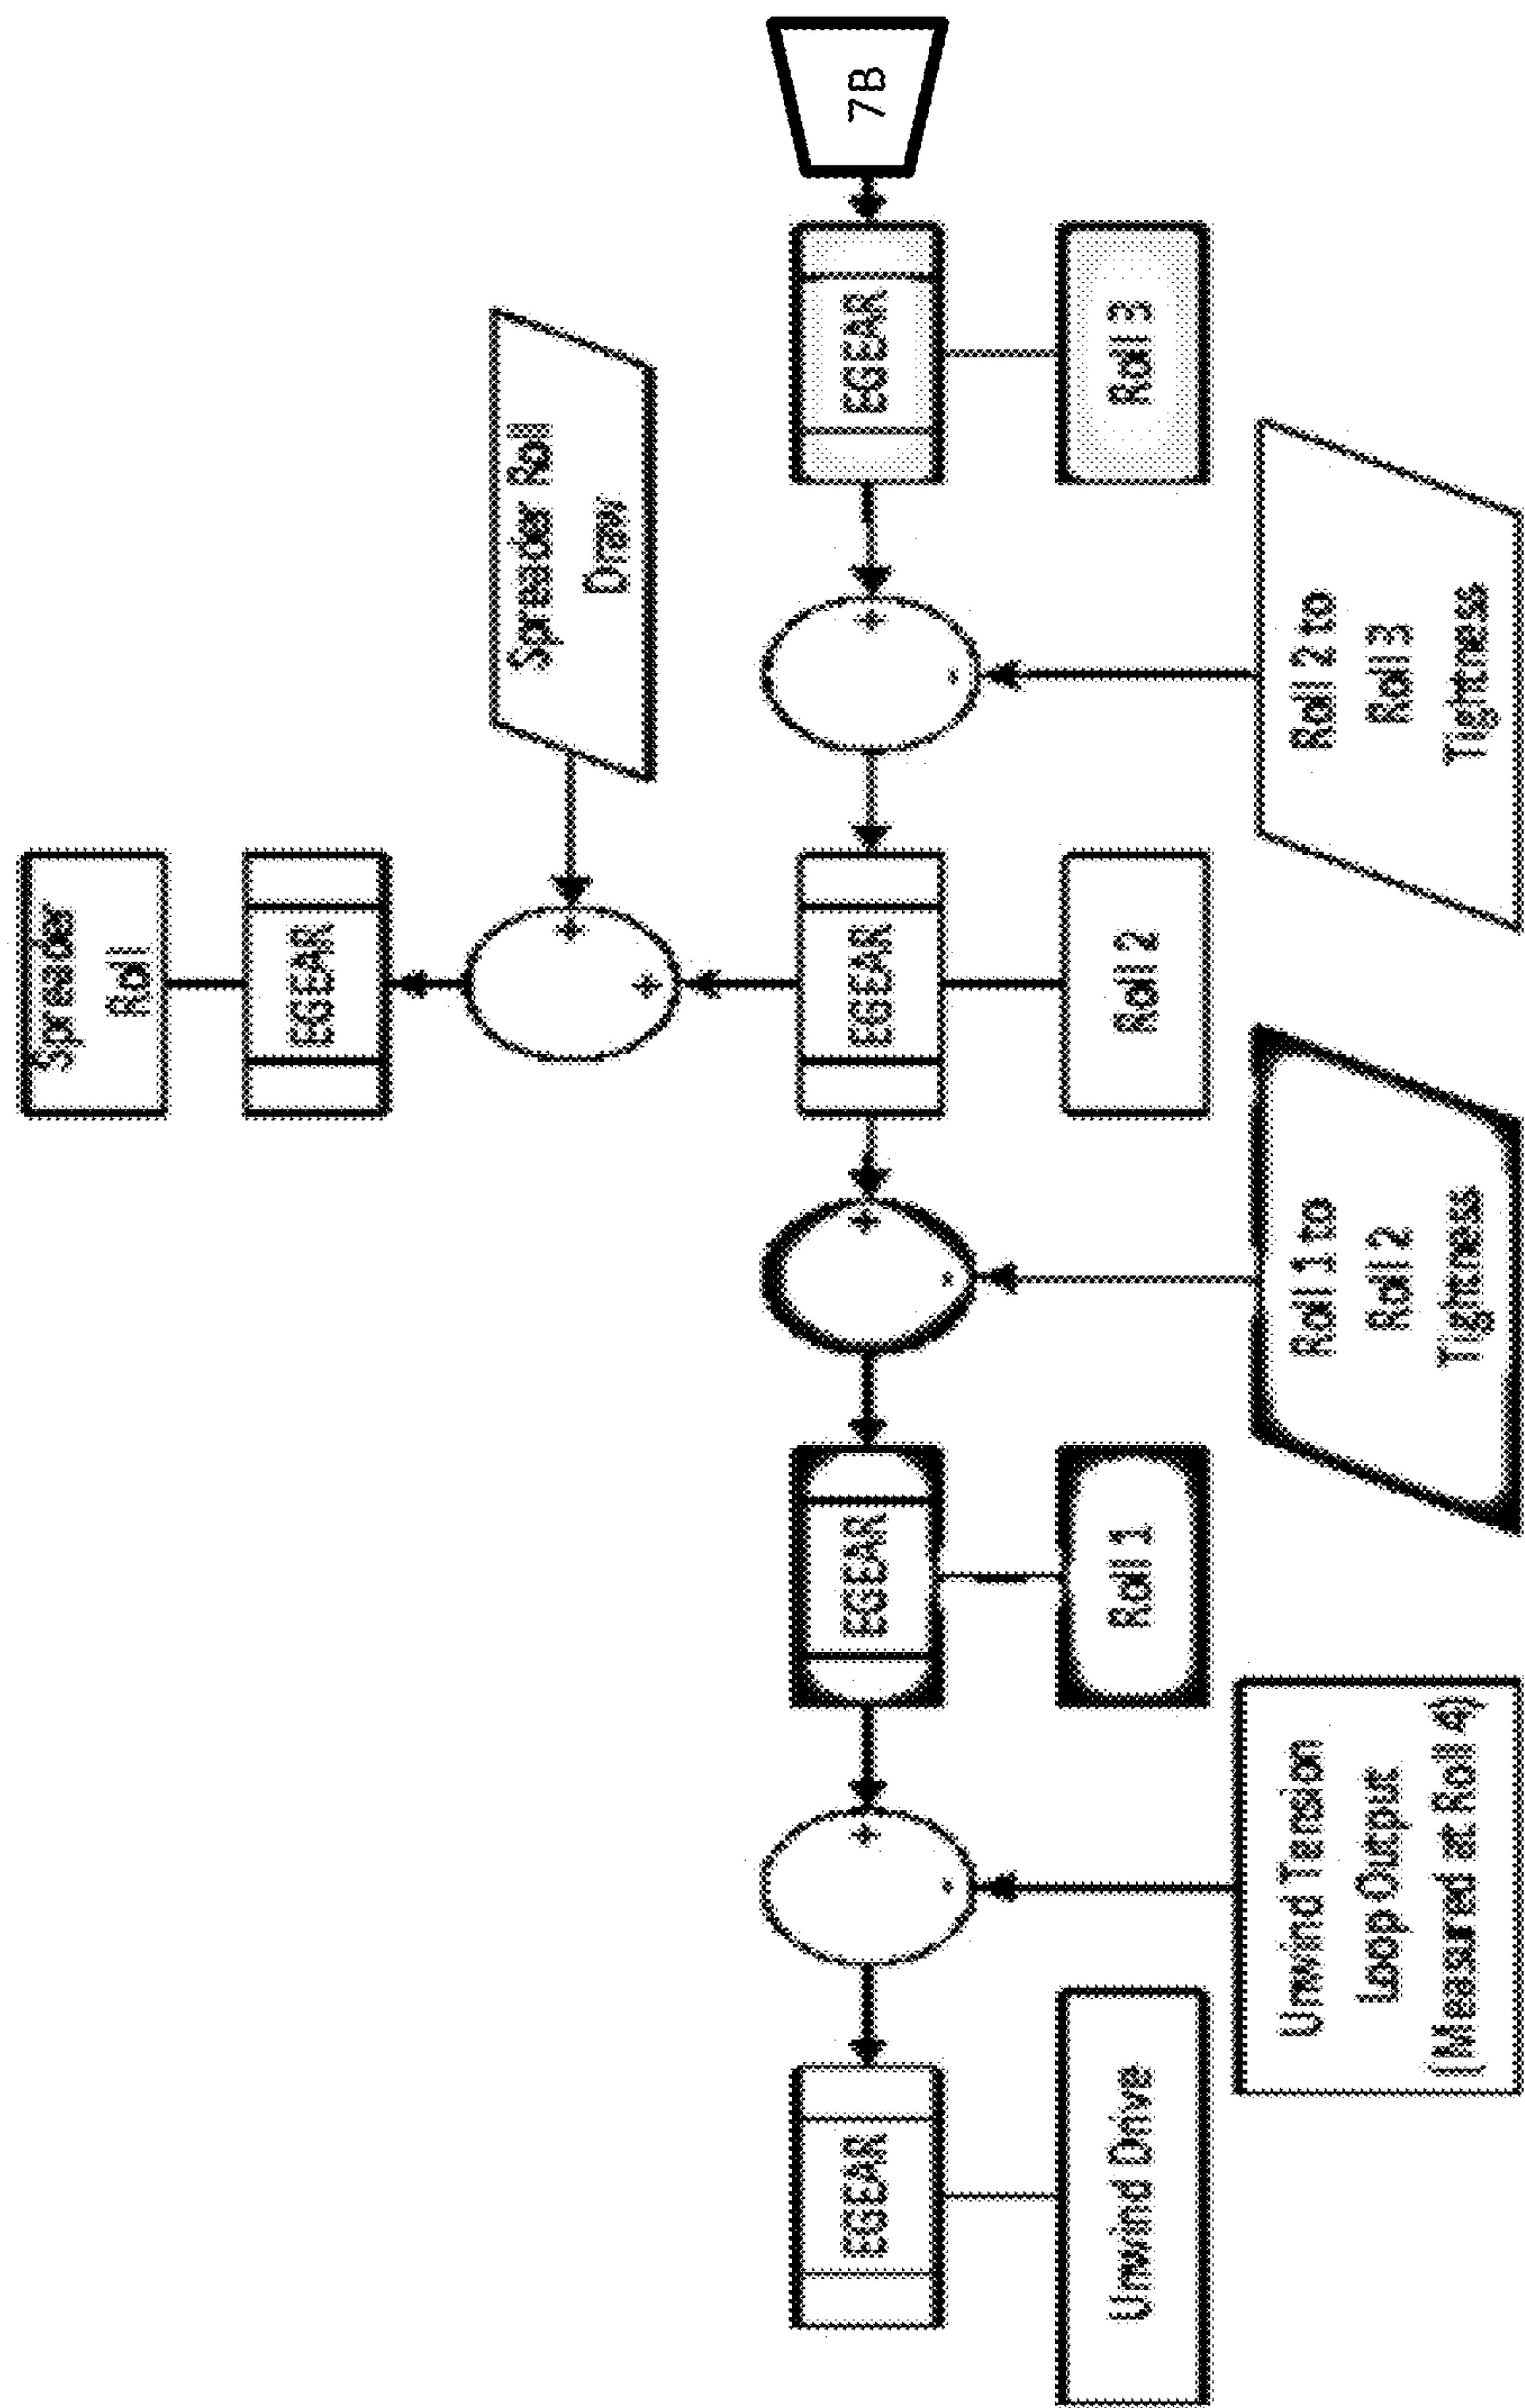 Spreader
Roll
EGEAR
Spreader Roll
Draw
+
+
EGEAR
+
EGEAR
+
EGEAR
+
EGEAR
7B
-
-
-
Unwind Drive
Roll 1
Roll 2
Roll 3
Unwind Tension
Loop Output
(Measured at Roll 4)
Roll 1 to
Roll 2
Tightness
Roll 2 to
Roll 3
Tightness